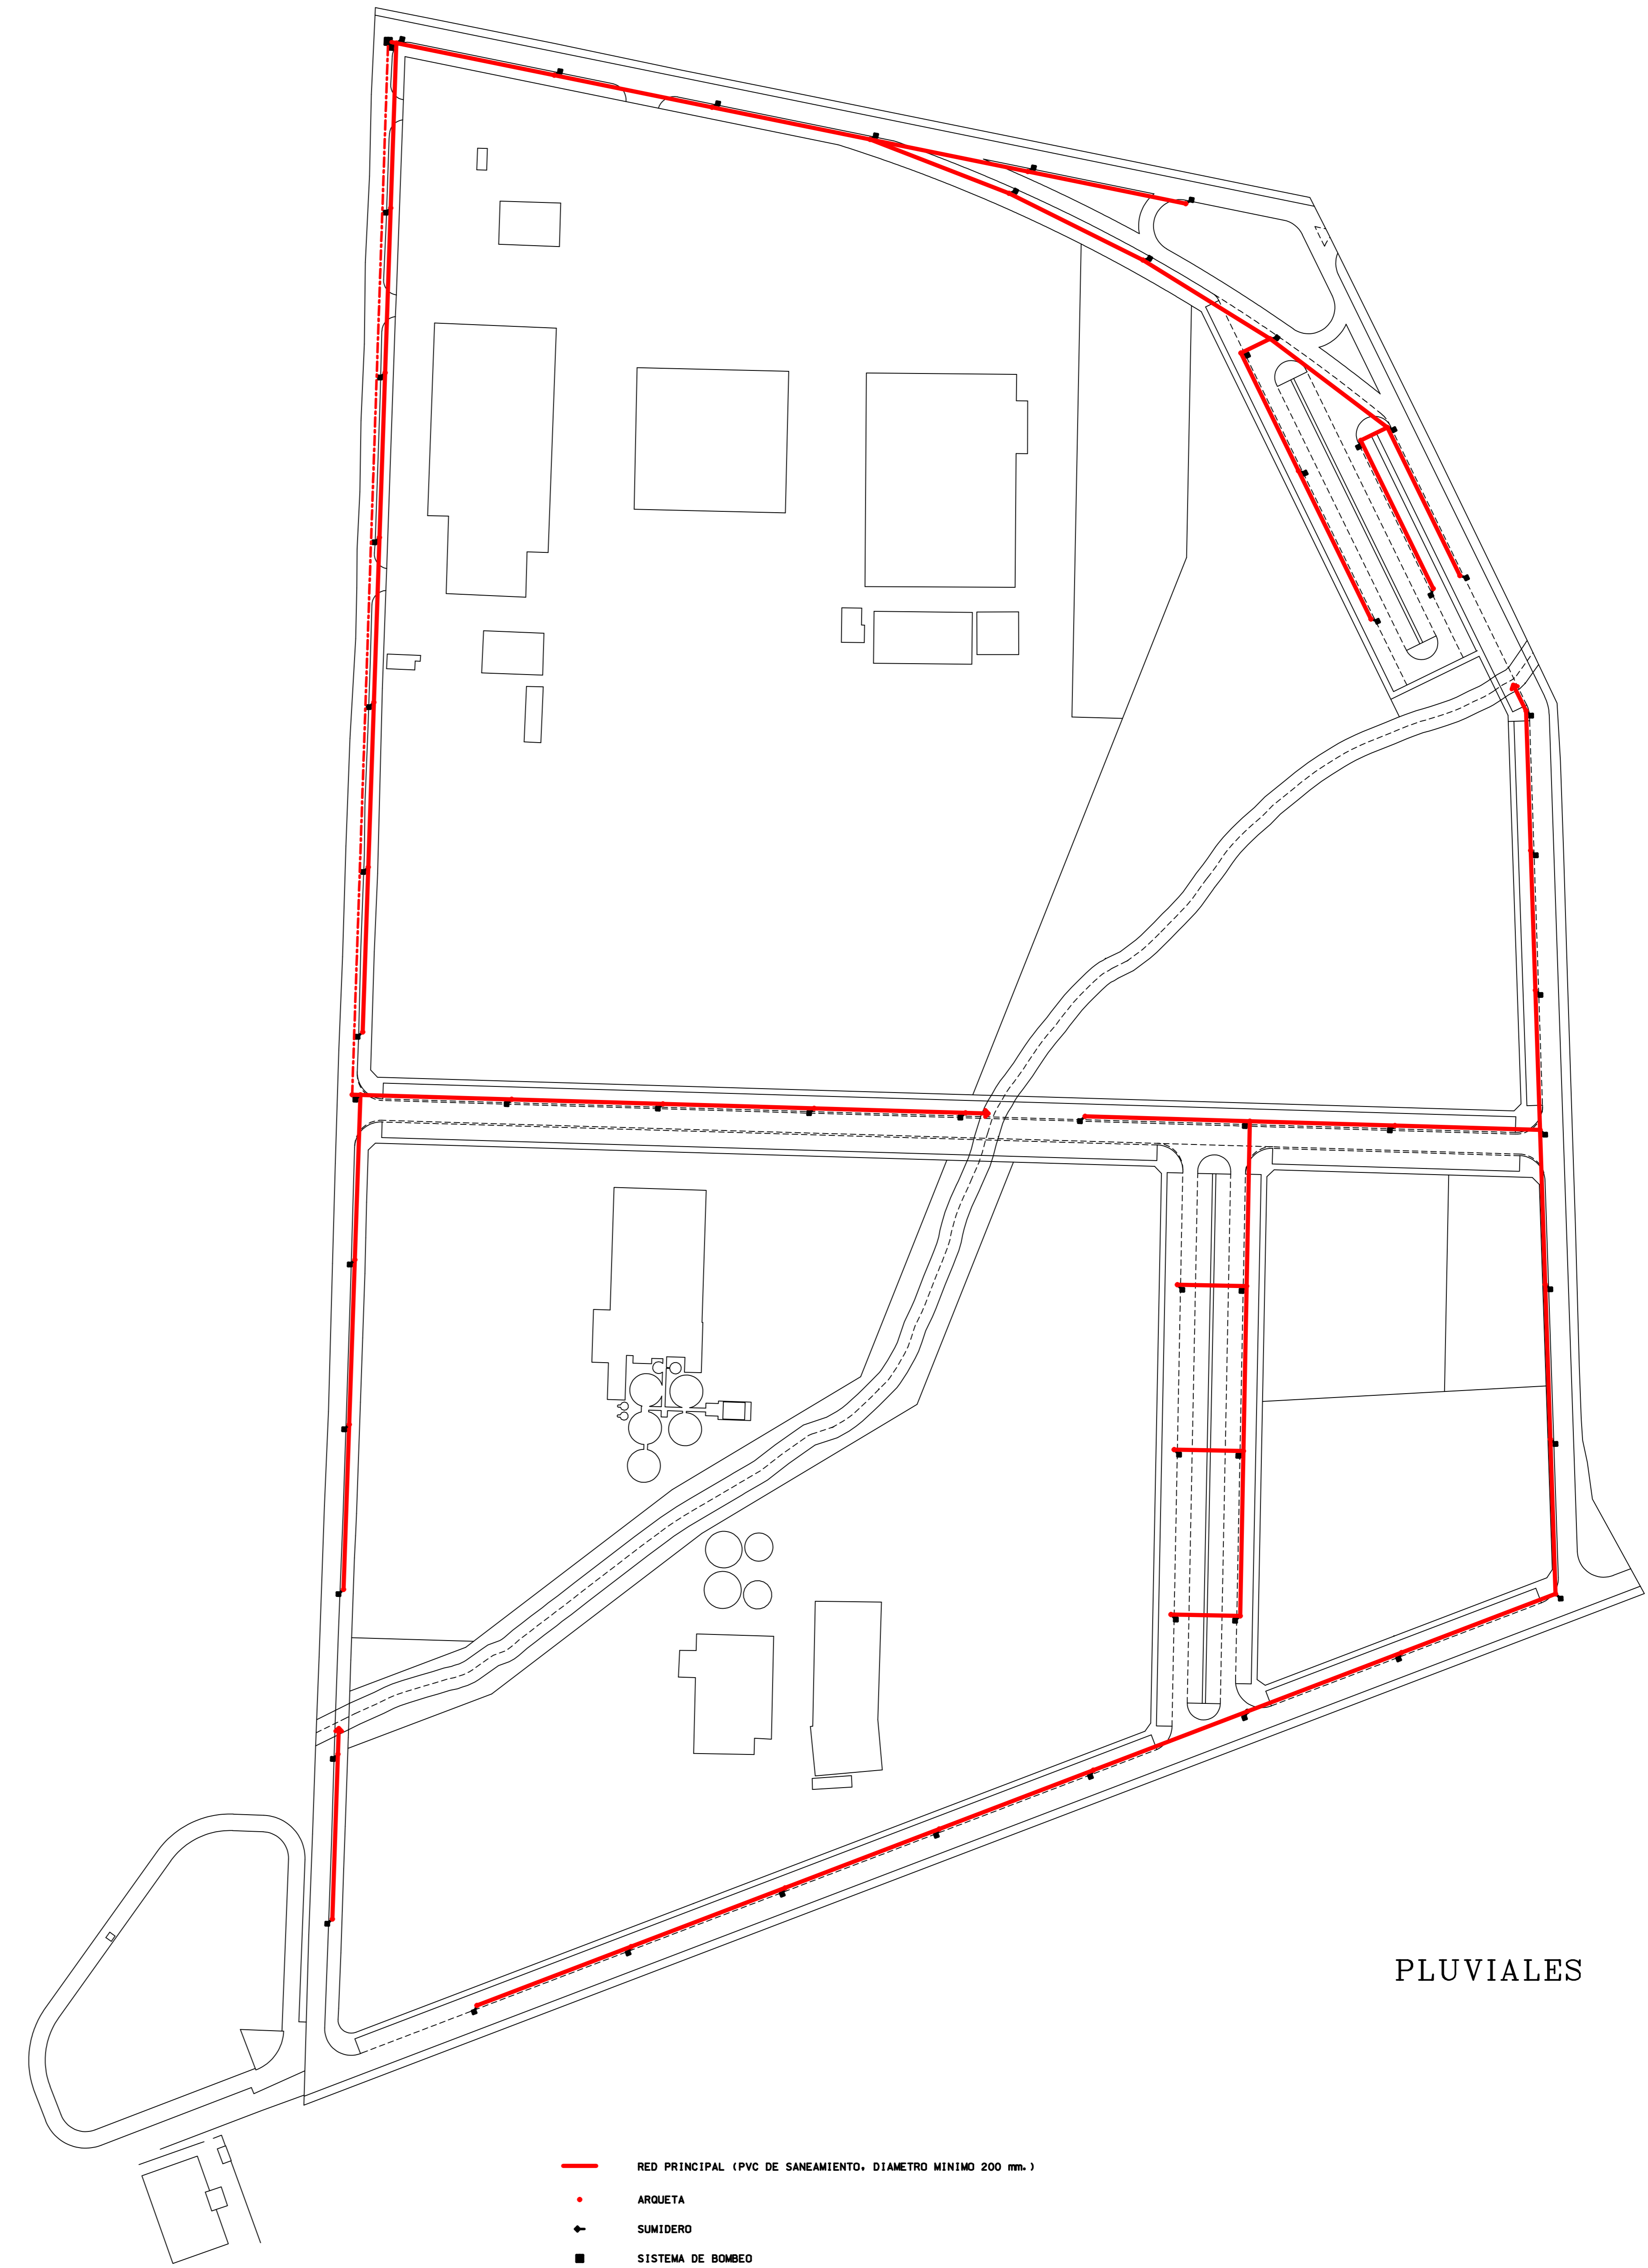 PLUVIALES
RED PRINCIPAL (PVC DE SANEAMIENTO, DIAMETRO MINIMO 200 mm.)
ARQUETA
SUMIDERO
SISTEMA DE BOMBEO